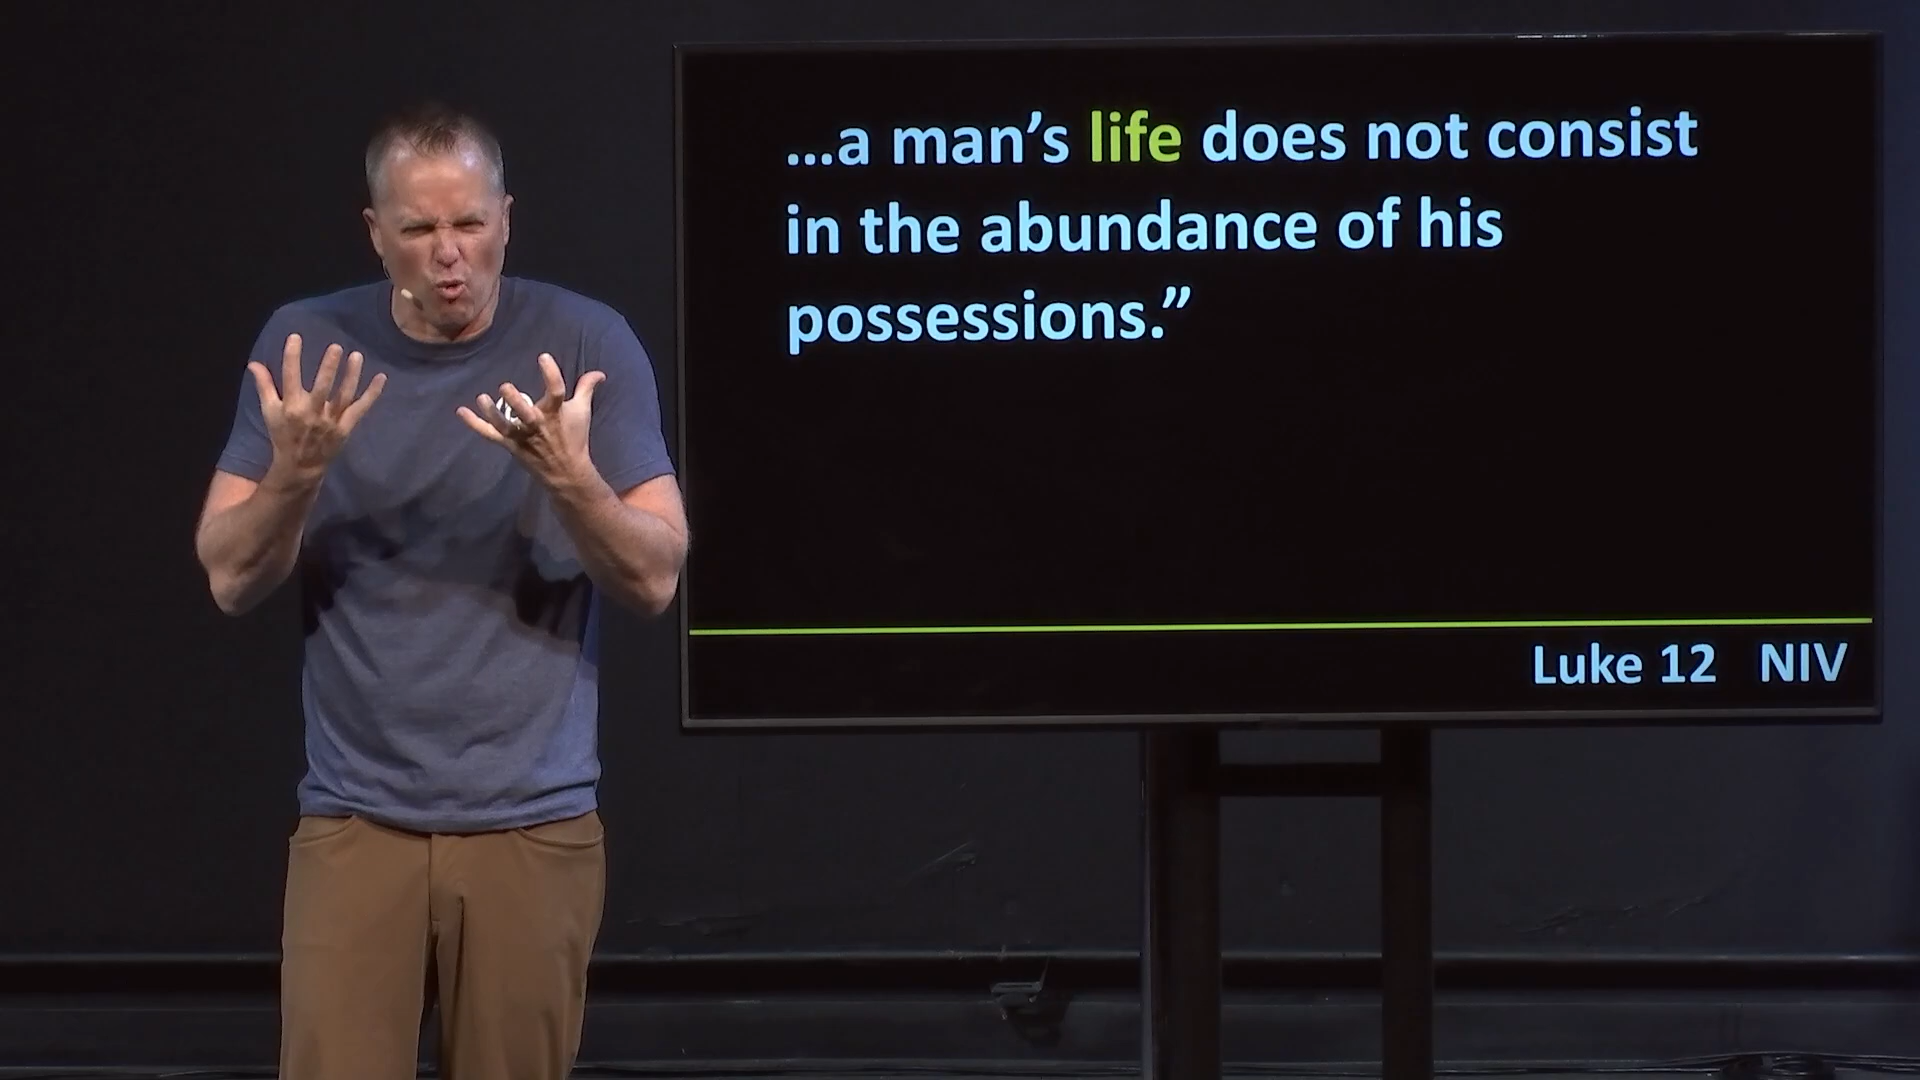 ...a man’s life does not consist
in the abundance of his
possessions.”
Luke 12 NIV